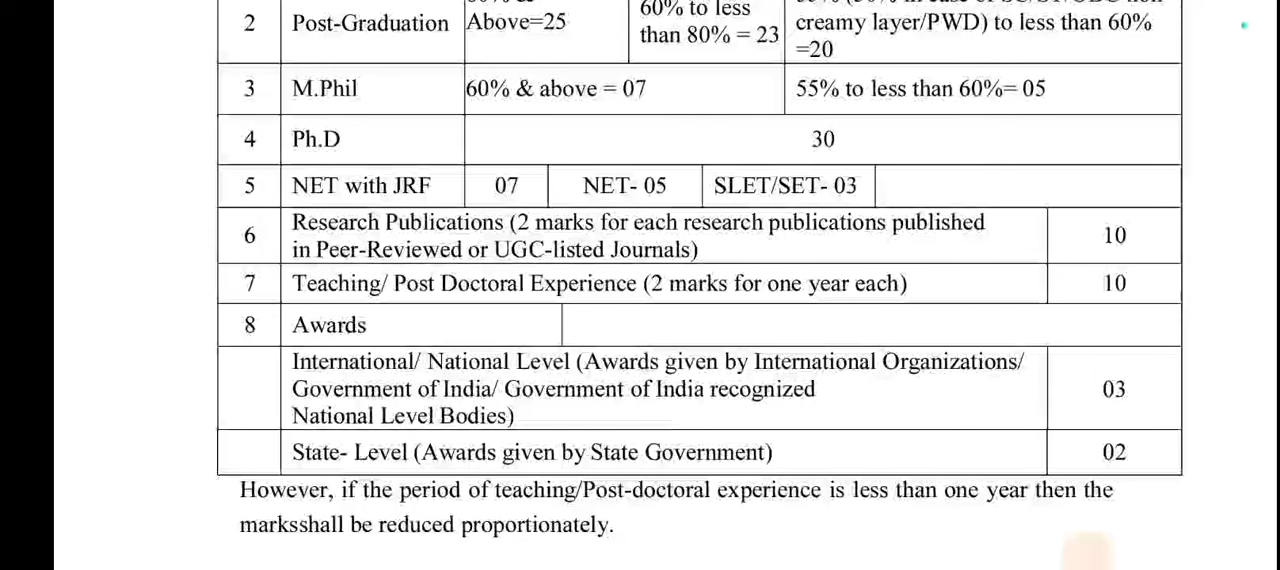 60% to less
2 Post-Graduation Above=25 than 80% = 23 creamy layer/PWD) to less than 60%
=20
3 M.Phil 60% & above = 07 55% to less than 60%= 05
4 Ph.D 30
5 NET with JRF 07 NET- 05 SLET/SET- 03
6 Research Publications (2 marks for each research publications published
in Peer-Reviewed or UGC-listed Journals) 10
7 Teaching/ Post Doctoral Experience (2 marks for one year each) 10
8 Awards
International/ National Level (Awards given by International Organizations/
Government of India/ Government of India recognized 03
National Level Bodies)
State- Level (Awards given by State Government) 02
However, if the period of teaching/Post-doctoral experience is less than one year then the
marksshall be reduced proportionately.